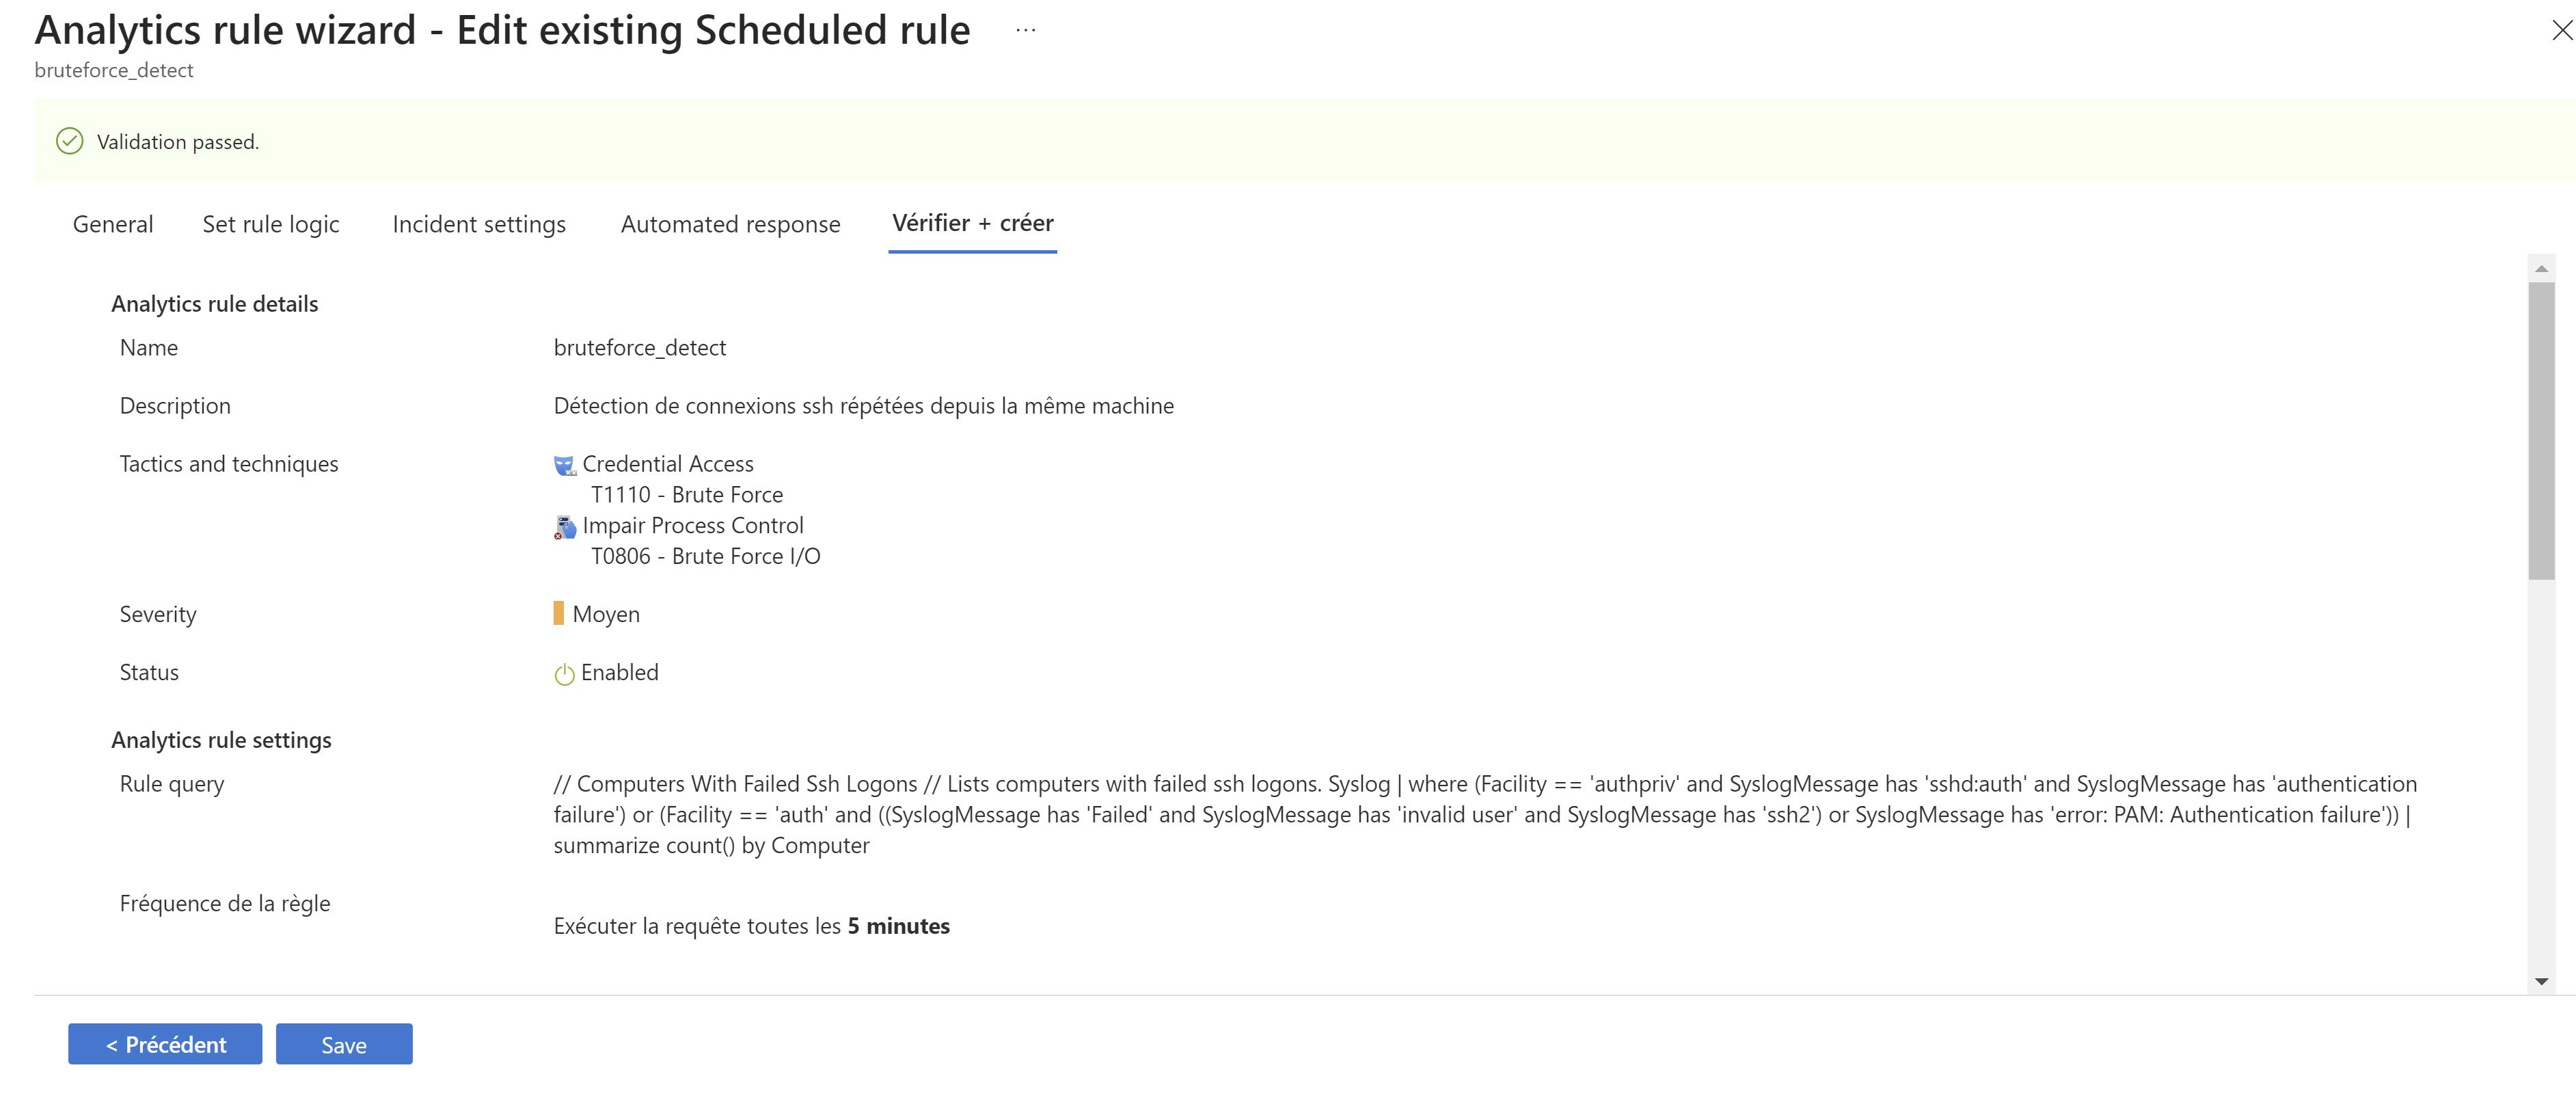 Analytics rule wizard - Edit existing Scheduled rule ...
bruteforce_detect
Validation passed.
General Set rule logic Incident settings Automated response Vérifier + créer
Analytics rule details
Name bruteforce_detect
Description Détection de connexions ssh répétées depuis la même machine
Tactics and techniques Credential Access
T1110 - Brute Force
Impair Process Control
T0806 - Brute Force I/O
Severity Moyen
Status Enabled
Analytics rule settings
Rule query // Computers With Failed Ssh Logons // Lists computers with failed ssh logons. Syslog | where (Facility == 'authpriv' and SyslogMessage has 'sshd:auth' and SyslogMessage has 'authentication
failure') or (Facility == 'auth' and ((SyslogMessage has 'Failed' and SyslogMessage has 'invalid user' and SyslogMessage has 'ssh2') or SyslogMessage has 'error: PAM: Authentication failure')) |
summarize count() by Computer
Fréquence de la règle
Exécuter la requête toutes les 5 minutes
< Précédent Save